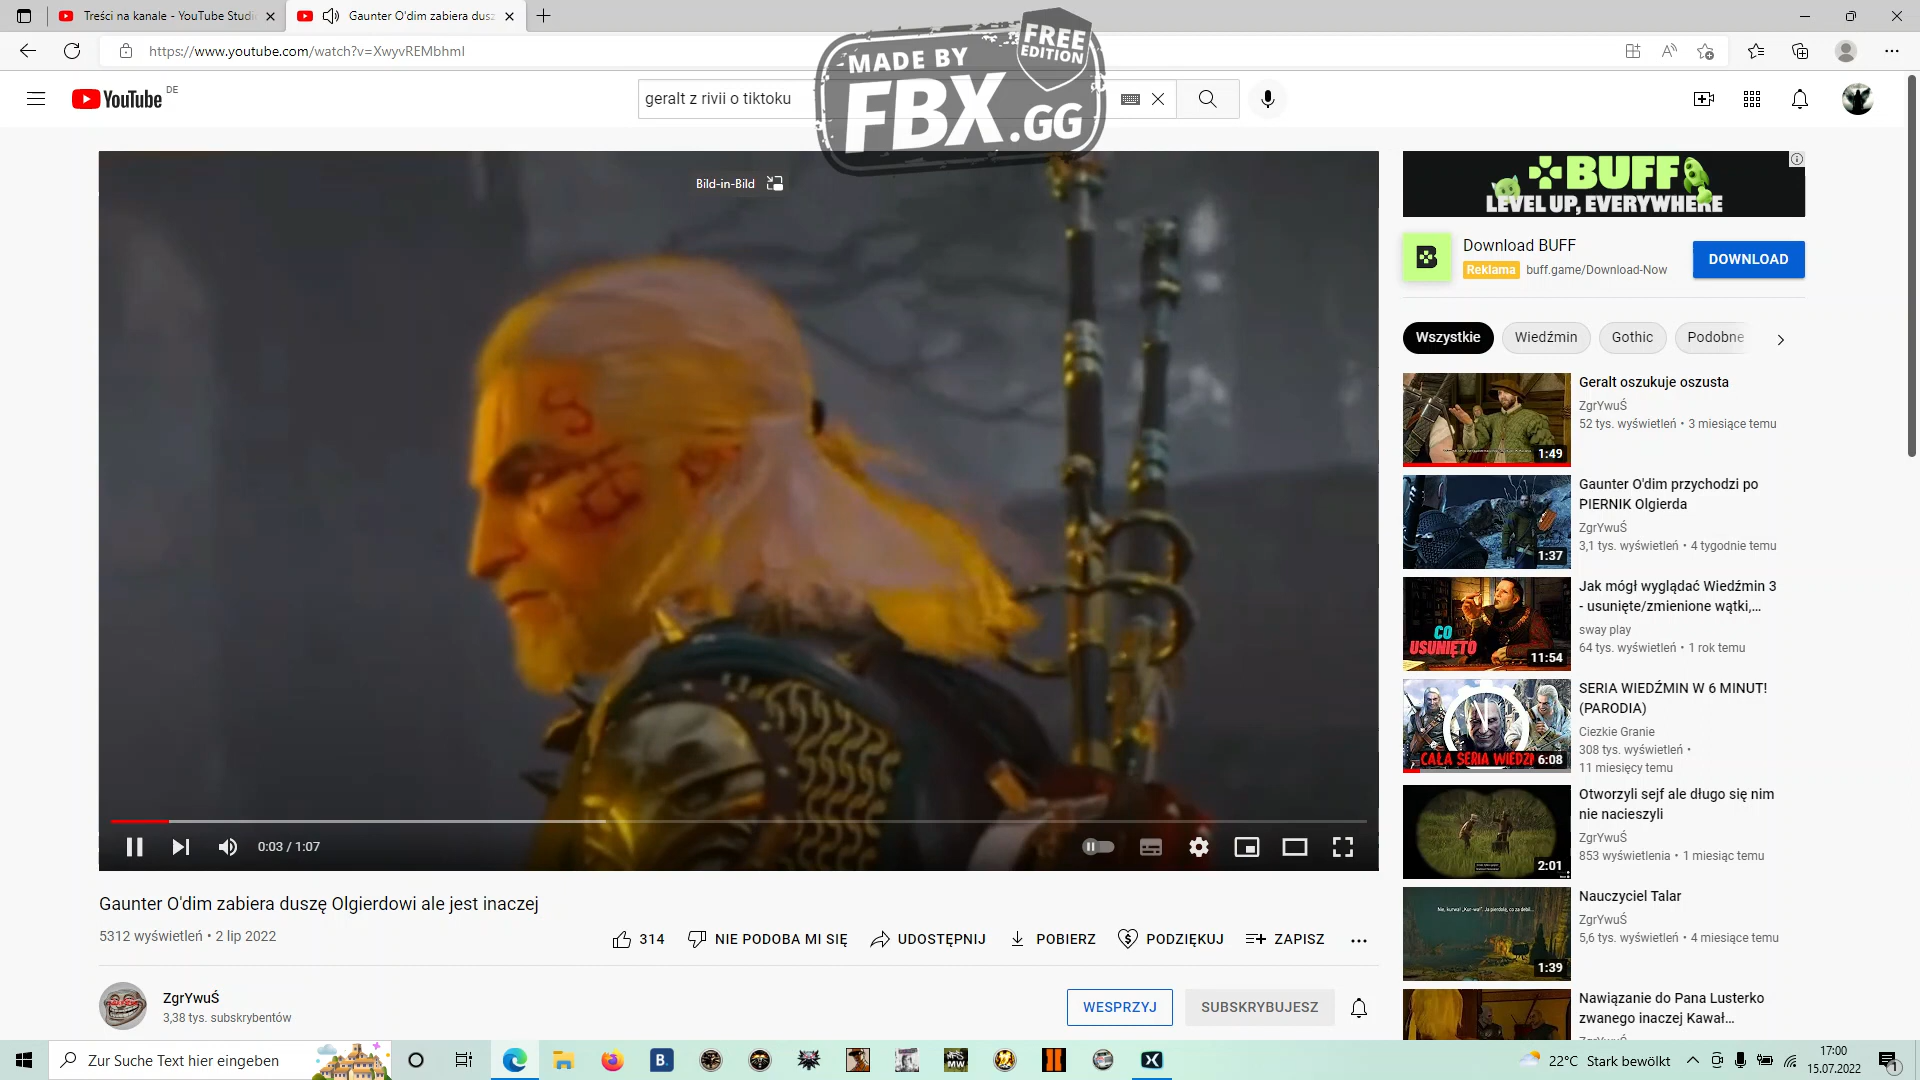 Treści na kanale - YouTube Studi
Gaunter O'dim zabiera dusz
https://www.youtube.com/watch?v=XwyvREMbhmI
MADE BY
FREE
EDITION
FBX.GG
YouTube
DE
geralt z rivii o tiktoku
Bild-in-Bild
BUFF
LEVEL UP, EVERYWHERE
Download BUFF
Reklama buff.game/Download-Now
DOWNLOAD
Wszystkie
Wiedźmin
Gothic
Podobne
Geralt oszukuje oszusta
ZgrYwuŚ
52 tys. wyświetleń • 3 miesiące temu
1:49
Gaunter O'dim przychodzi po
PIERNIK Olgierda
ZgrYwuŚ
3,1 tys. wyświetleń • 4 tygodnie temu
1:37
Jak mógł wyglądać Wiedźmin 3
- usunięte/zmienione wątki,...
sway play
64 tys. wyświetleń • 1 rok temu
CO
USUNIĘTO
11:54
SERIA WIEDŹMIN W 6 MINUT!
(PARODIA)
Ciezkie Granie
308 tys. wyświetleń •
11 miesięcy temu
CAŁA SERIA WIEDŹM
6:08
Otworzyli sejf ale długo się nim
nie nacieszyli
ZgrYwuŚ
853 wyświetlenia • 1 miesiąc temu
2:01
Nauczyciel Talar
ZgrYwuŚ
5,6 tys. wyświetleń • 4 miesiące temu
1:39
Nawiązanie do Pana Lusterko
zwanego inaczej Kawał...
0:03 / 1:07
Gaunter O'dim zabiera duszę Olgierdowi ale jest inaczej
5312 wyświetleń • 2 lip 2022
314
NIE PODOBA MI SIĘ
UDOSTĘPNIJ
POBIERZ
PODZIĘKUJ
ZAPISZ
ZgrYwuŚ
3,38 tys. subskrybentów
WESPRZYJ
SUBSKRYBUJESZ
Zur Suche Text hier eingeben
B.
MW
22°C Stark bewölkt
17:00
15.07.2022
1